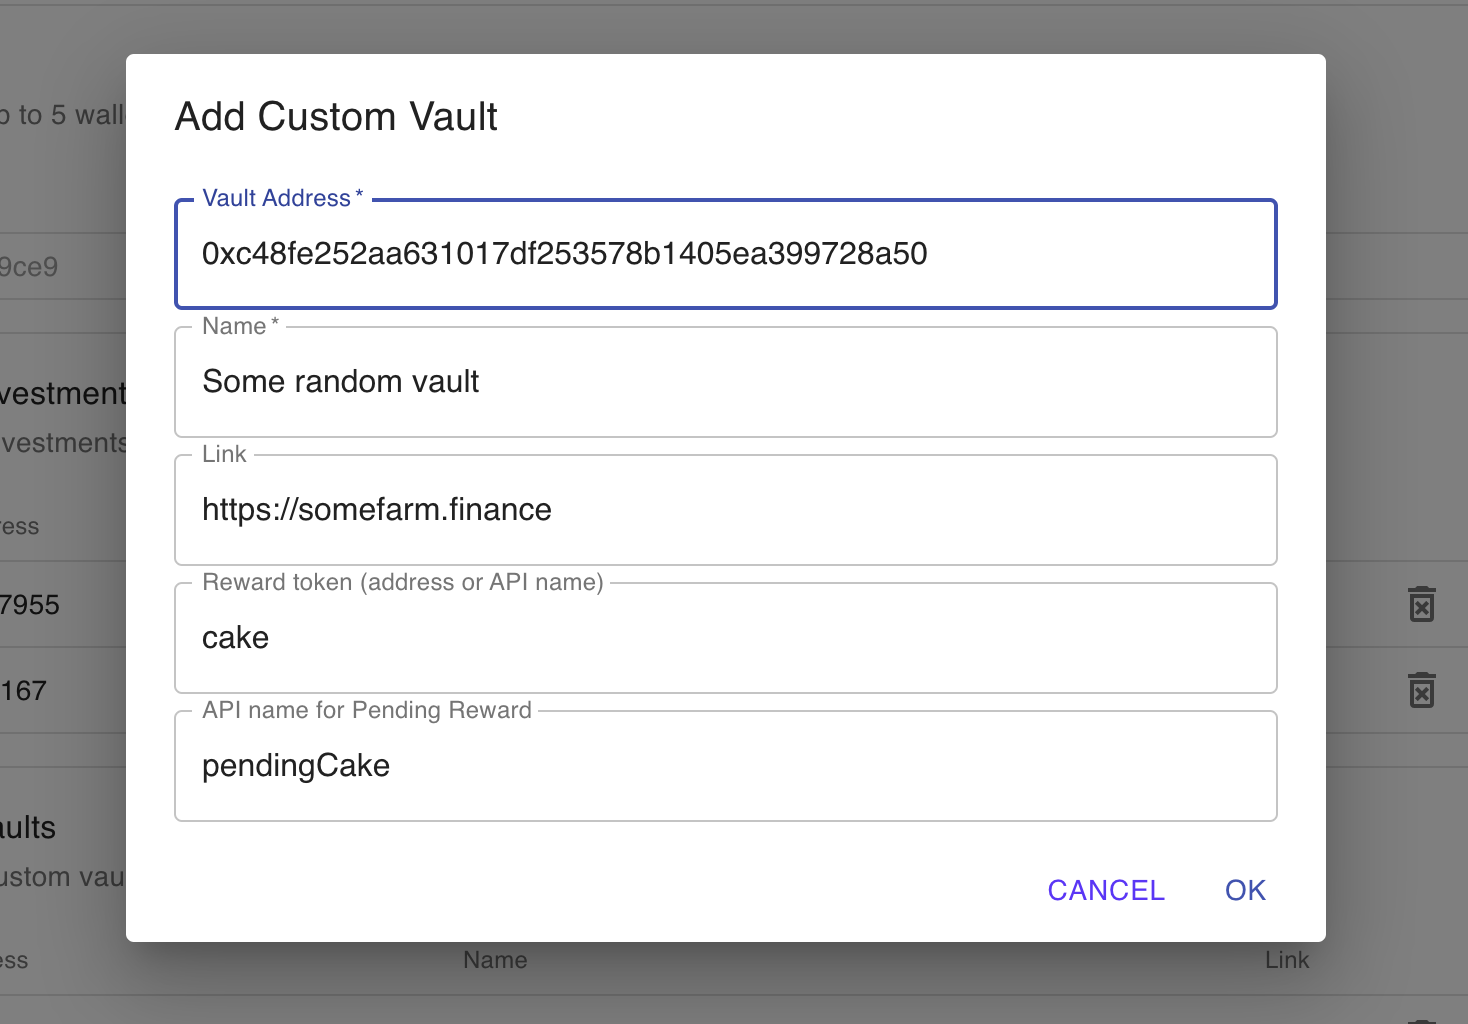 to 5 wall
Add Custom Vault
Vault Address *
0xc48fe252aa631017df253578b1405ea399728a50
9ce9
Name *
Some random vault
vestment
vestments
Link
https://somefarm.finance
ress
Reward token (address or API name)
7955
cake
167
API name for Pending Reward
pendingCake
aults
ustom vau
CANCEL
OK
ess
Name
Link